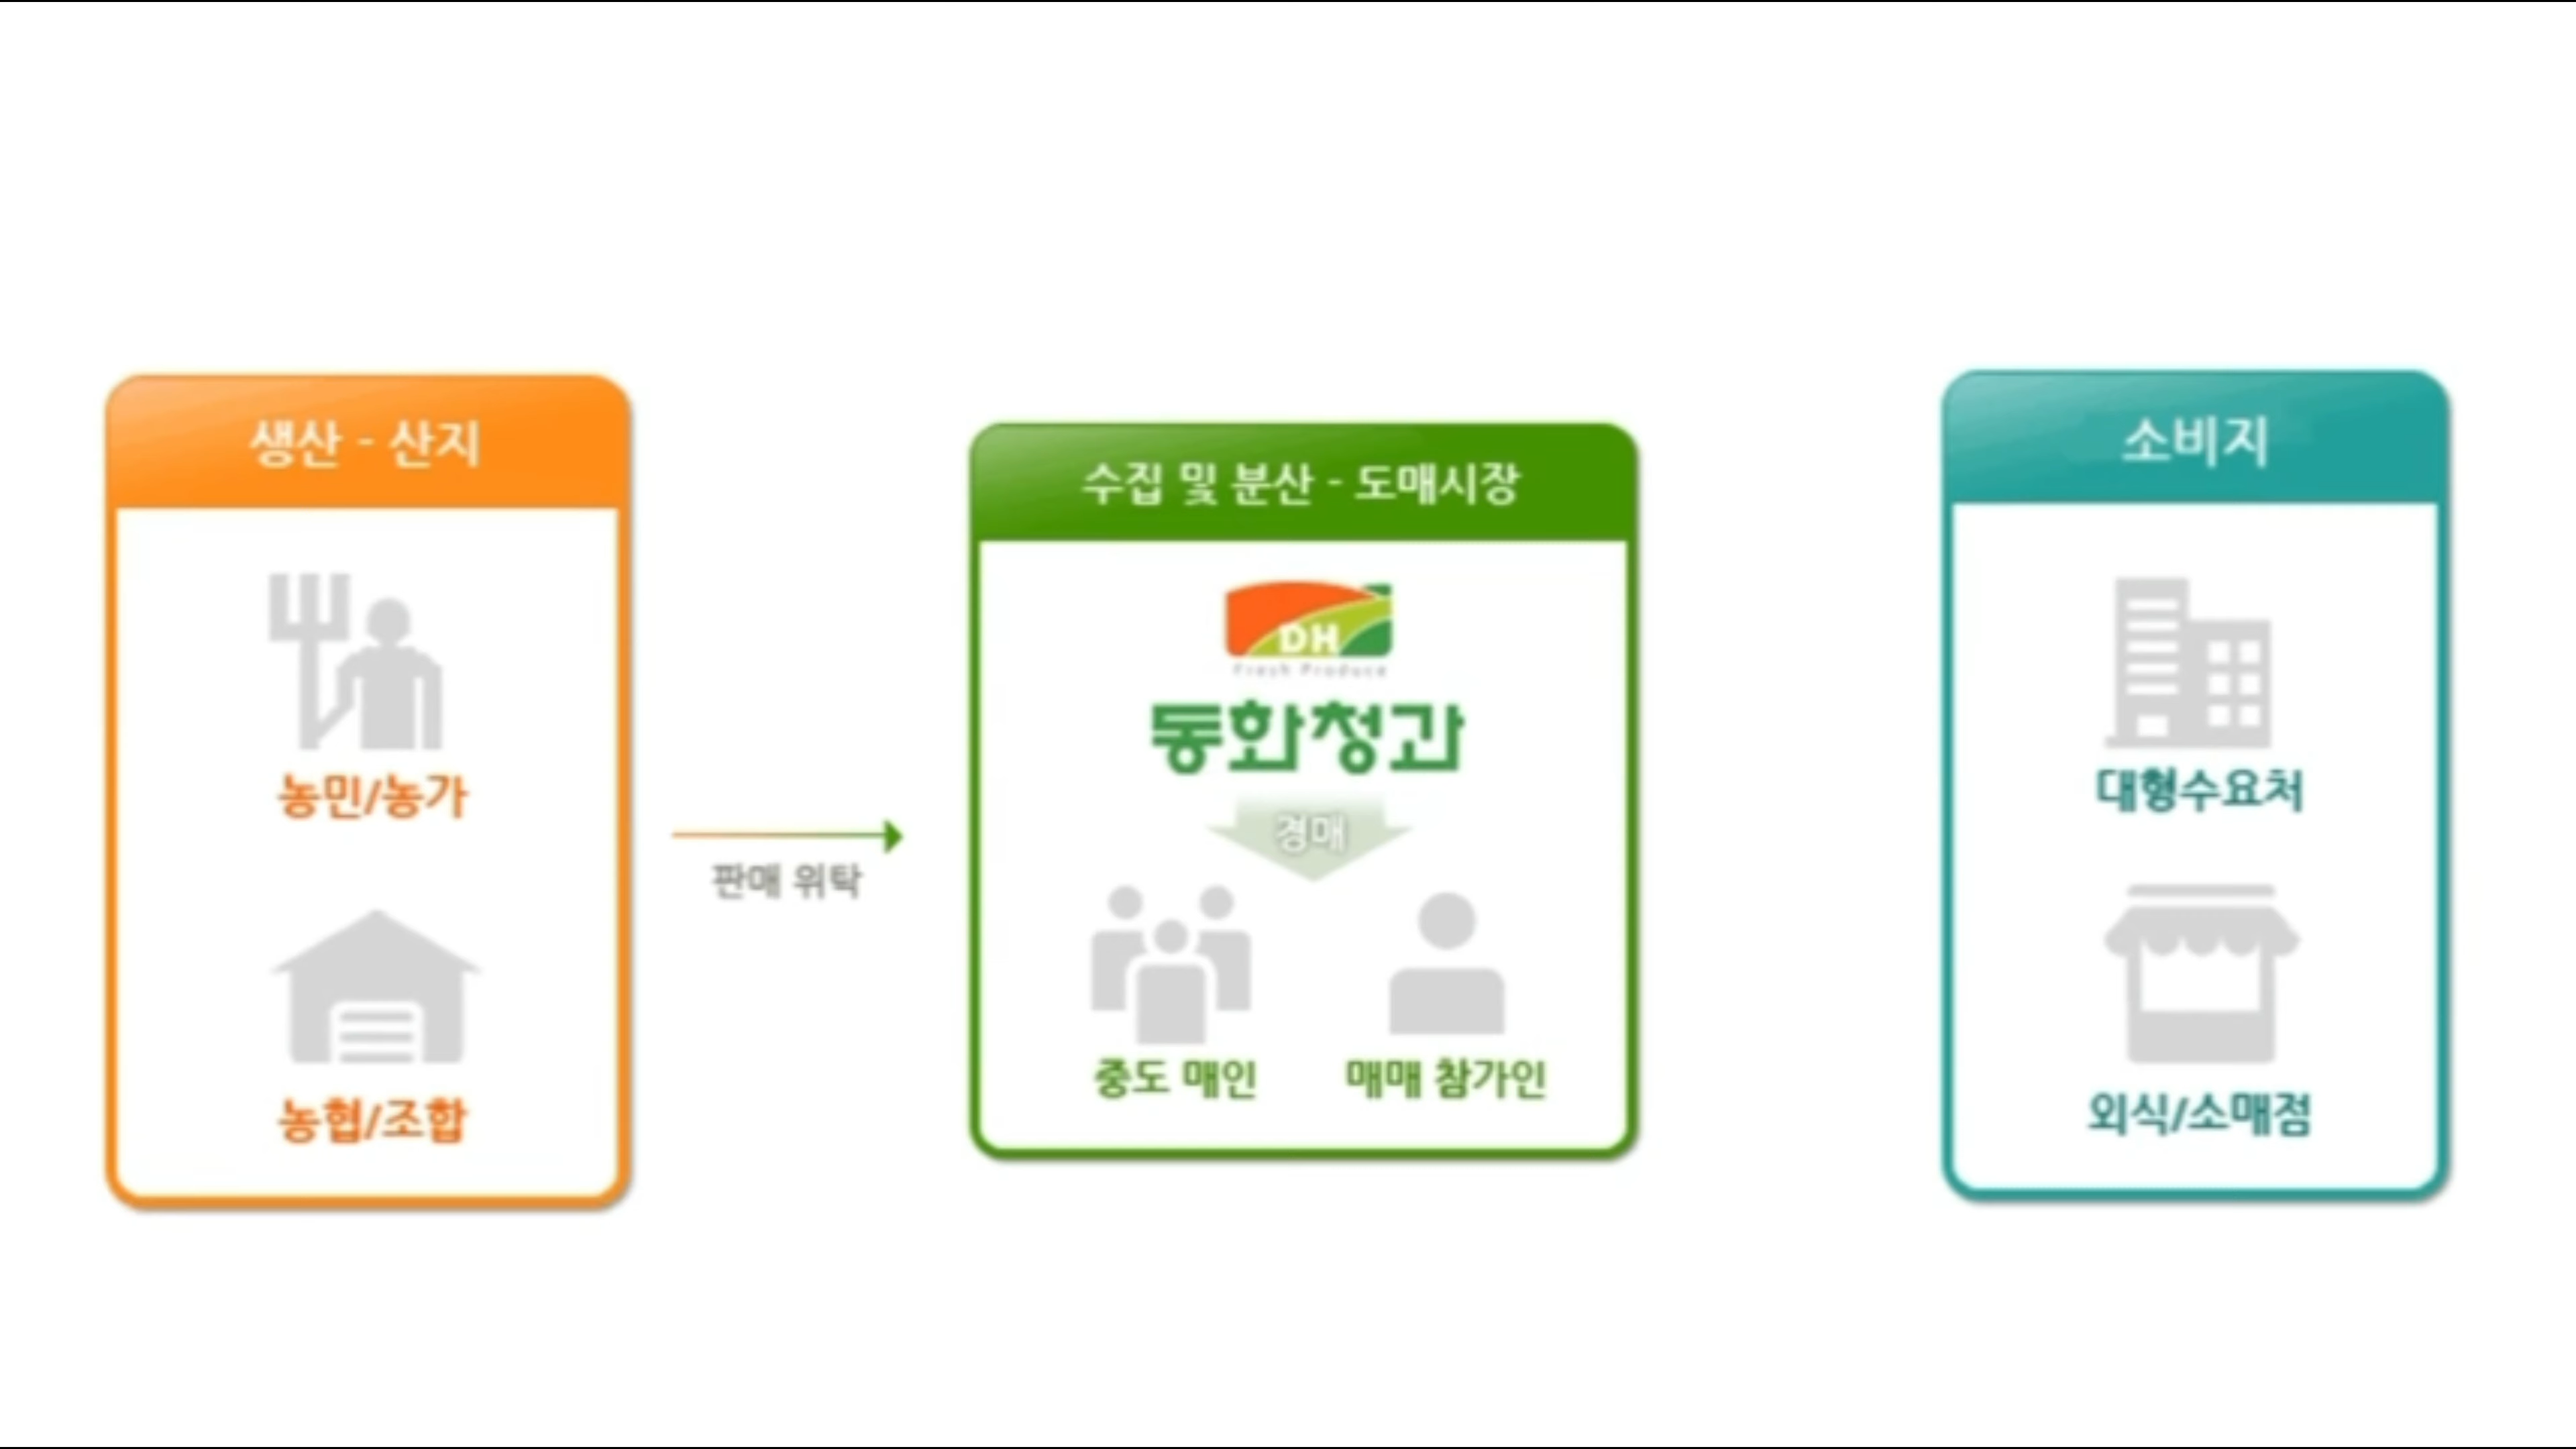 생산 - 산지
농민/농가
농협/조합
판매 위탁
수집 및 분산 - 도매시장
DH
Fresh Produce
동화청과
경매
중도 매인
매매 참가인
소비지
대형수요처
외식/소매점